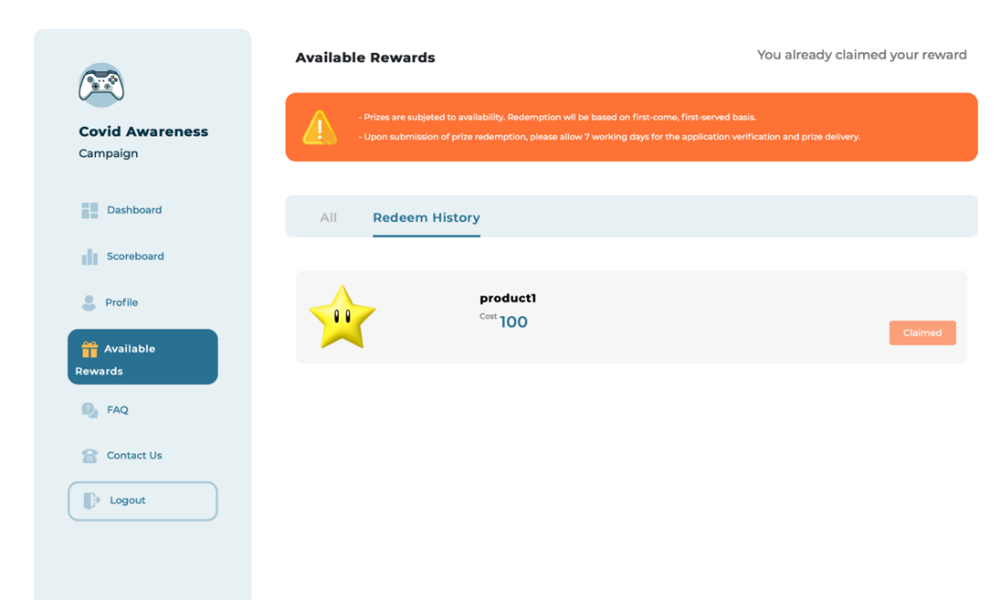 Covid Awareness
Campaign
Dashboard
Scoreboard
Profile
Available
Rewards
FAQ
Contact Us
Logout
Available Rewards
You already claimed your reward
- Prizes are subjeted to availability. Redemption will be based on first-come, first-served basis.
- Upon submission of prize redemption, please allow 7 working days for the application verification and prize delivery.
All
Redeem History
product1
Cost 100
Claimed